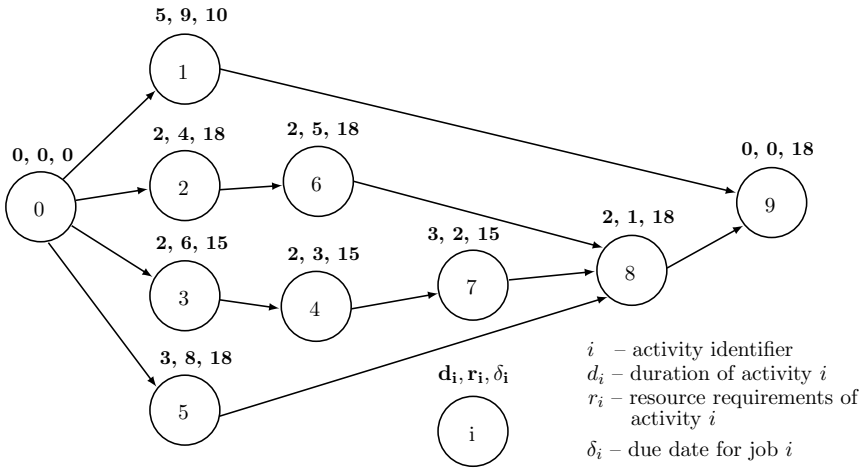 5, 9, 10
1
2, 4, 18
2, 5, 18
0, 0, 0
0, 0, 18
2
6
0
9
2, 6, 15
2, 3, 15
3, 2, 15
2, 1, 18
3
4
7
8
3, 8, 18
5
d_i, r_i, δ_i
i
i – activity identifier
d_i – duration of activity i
r_i – resource requirements of
activity i
δ_i – due date for job i